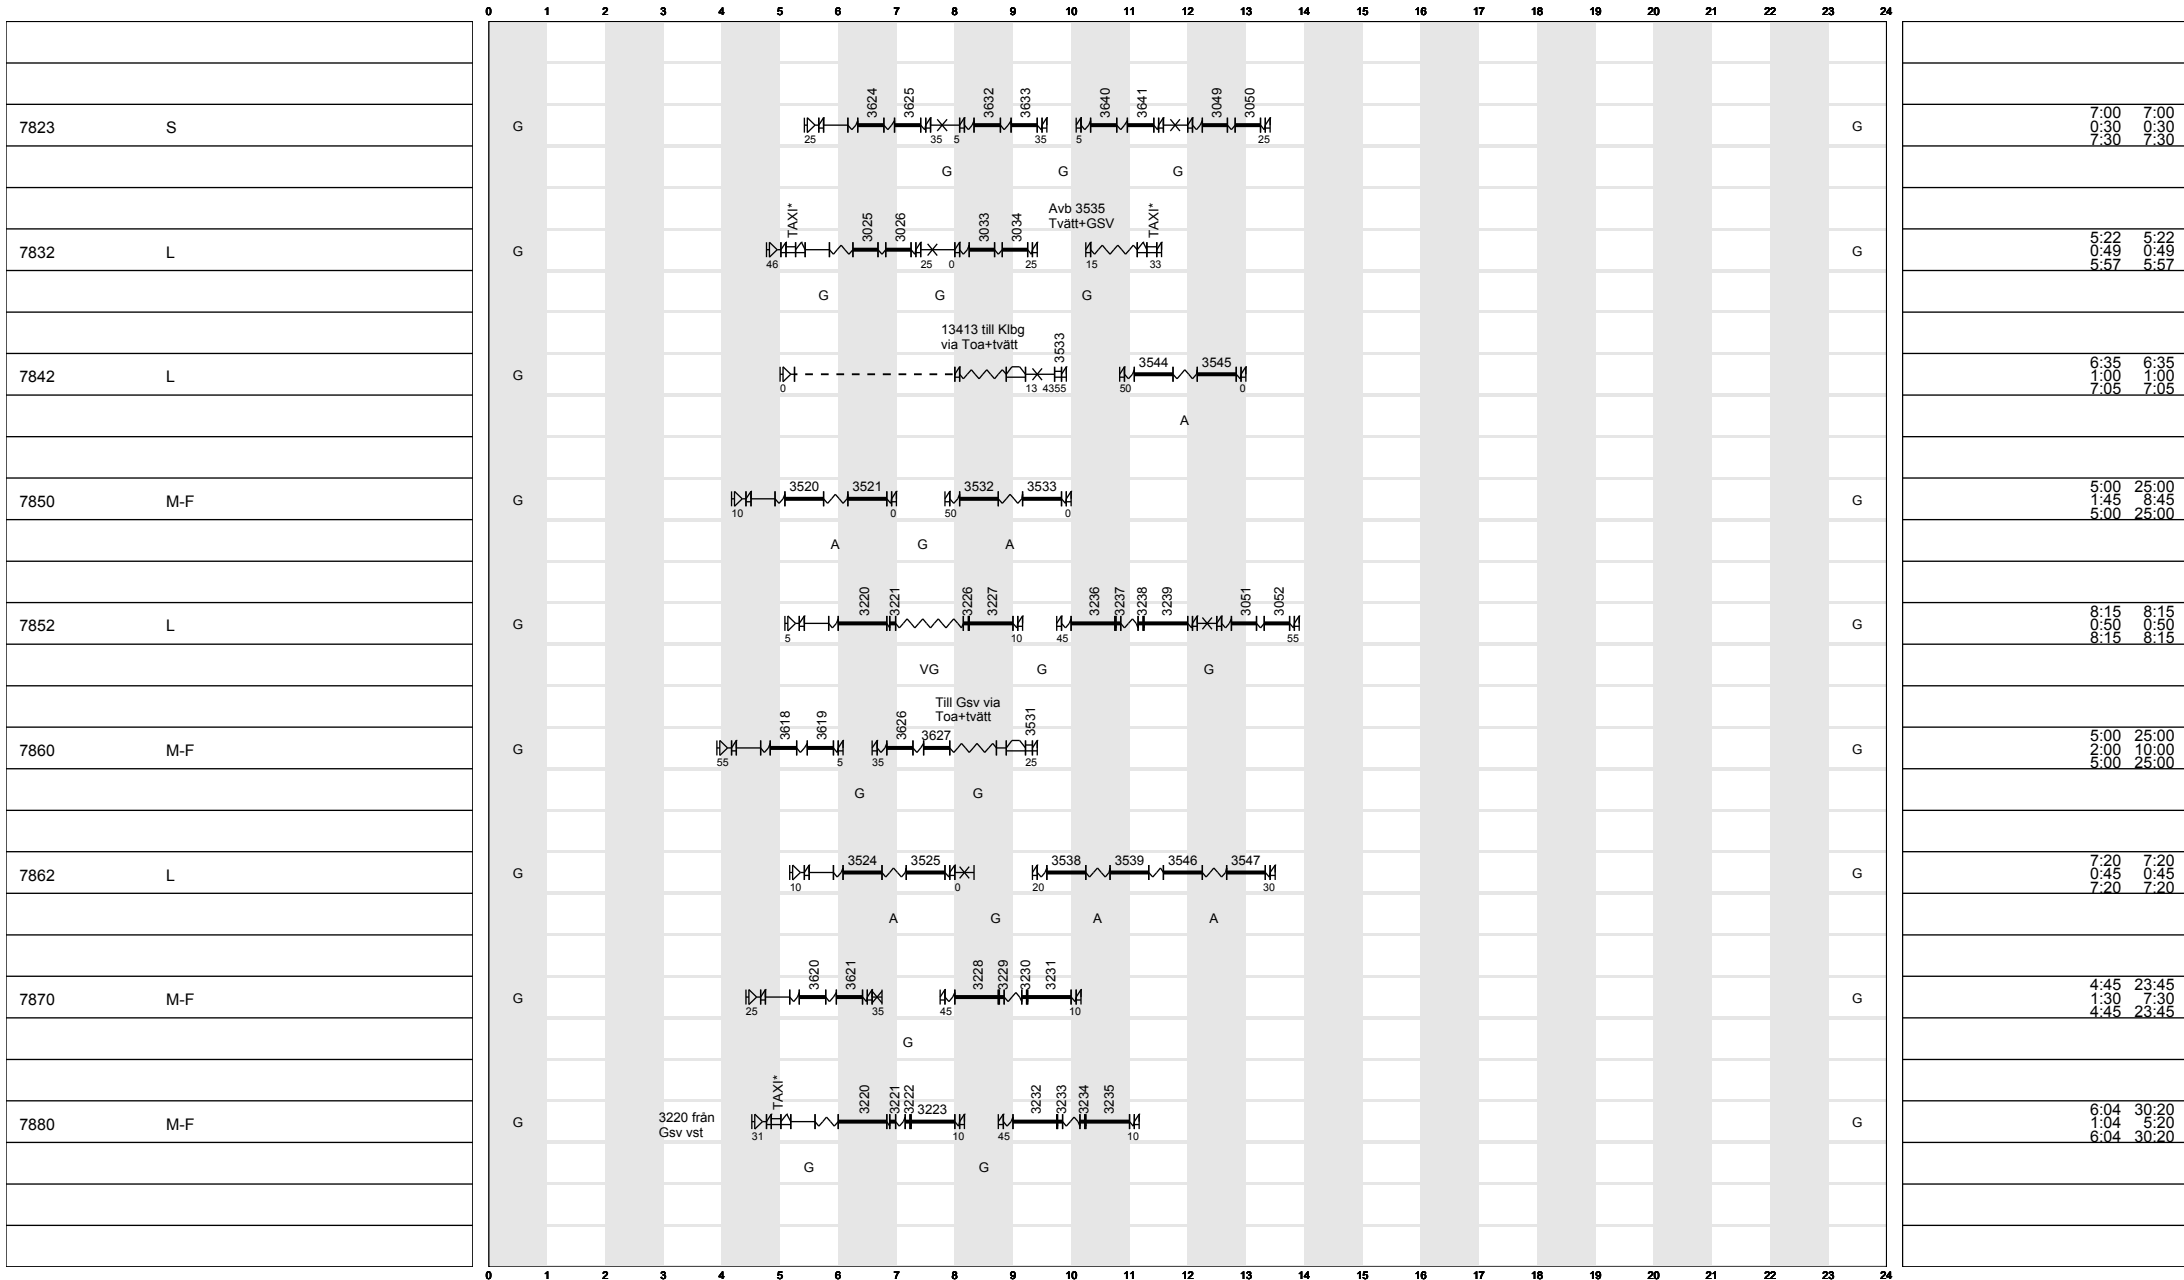 0 1 2 3 4 5 6 7 8 9 10 11 12 13 14 15 16 17 18 19 20 21 22 23 24
3624 3625 3632 3633 3640 3641 3049 3050
7823 S G G 7:00 7:00
0:30 0:30
25 35 5 35 5 25 7:30 7:30
G G G
TAXI* 3025 3026 3033 3034 Avb 3535 TAXI*
Tvätt+GSV
7832 L G G 5:22 5:22
0:49 0:49
46 25 0 25 15 33 5:57 5:57
G G G
13413 till Klbg
via Toa+tvätt 3533
3544 3545
7842 L G G 6:35 6:35
1:00 1:00
0 13 43 55 50 0 7:05 7:05
A
3520 3521 3532 3533
7850 M-F G G 5:00 25:00
1:45 8:45
10 0 50 0 5:00 25:00
A G A
3220 3221 3226 3227 3236 3237 3238 3239 3051 3052
7852 L G G 8:15 8:15
0:50 0:50
5 10 45 55 8:15 8:15
VG G G
Till Gsv via
Toa+tvätt
3618 3619 3626 3627 3531
7860 M-F G G 5:00 25:00
2:00 10:00
55 5 35 25 5:00 25:00
G G
3524 3525 3538 3539 3546 3547
7862 L G G 7:20 7:20
0:45 0:45
10 0 20 30 7:20 7:20
A G A A
3620 3621 3228 3229 3230 3231
7870 M-F G G 4:45 23:45
1:30 7:30
25 35 45 10 4:45 23:45
G
TAXI* 3220 3221 3222 3223 3232 3233 3234 3235
3220 från
Gsv vst
7880 M-F G G 6:04 30:20
1:04 5:20
31 10 45 10 6:04 30:20
G G
0 1 2 3 4 5 6 7 8 9 10 11 12 13 14 15 16 17 18 19 20 21 22 23 24